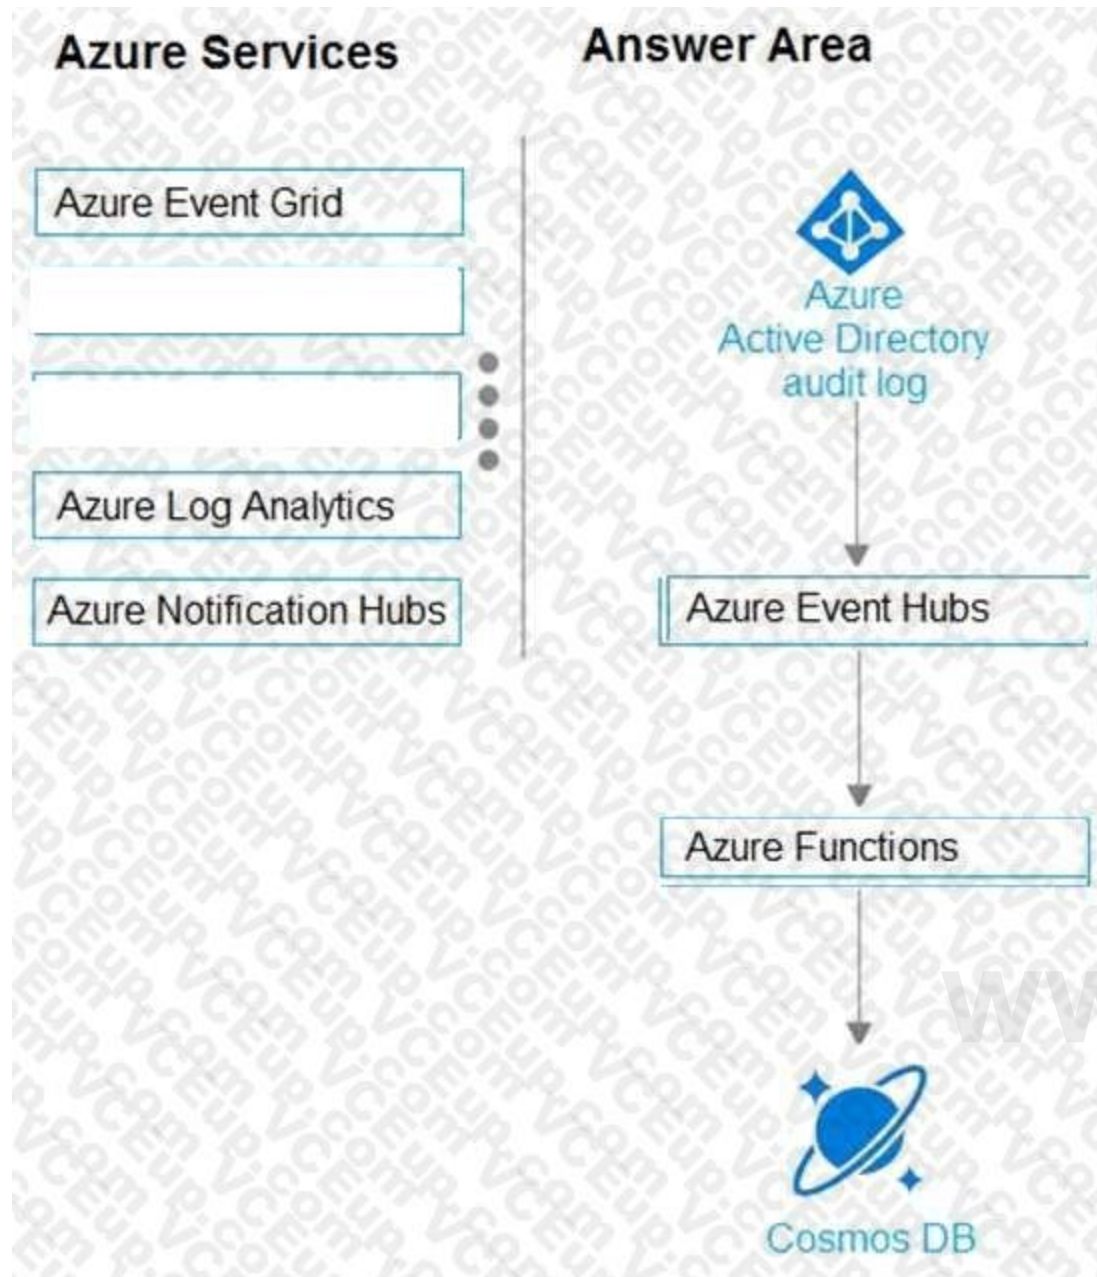 Azure Services
Answer Area
Azure Event Grid
Azure Log Analytics
Azure Notification Hubs
Azure
Active Directory
audit log
Azure Event Hubs
Azure Functions
Cosmos DB